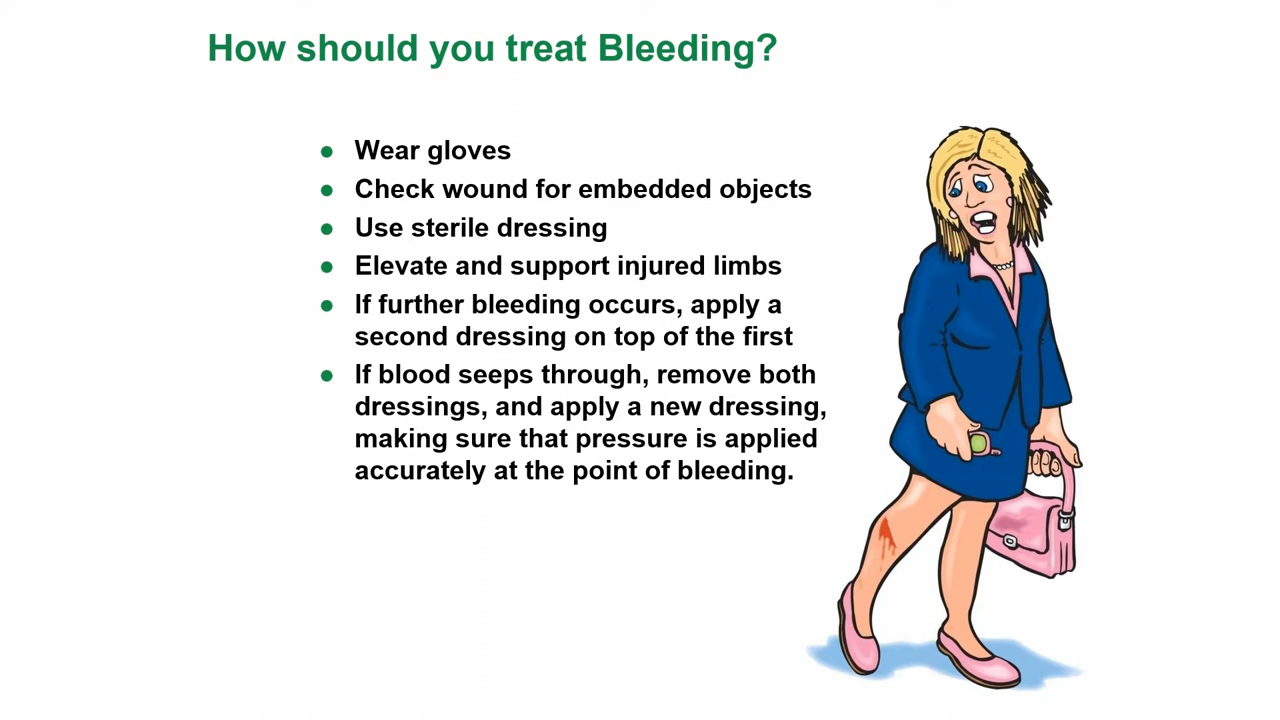 How should you treat Bleeding?
● Wear gloves
● Check wound for embedded objects
● Use sterile dressing
● Elevate and support injured limbs
● If further bleeding occurs, apply a
second dressing on top of the first
● If blood seeps through, remove both
dressings, and apply a new dressing,
making sure that pressure is applied
accurately at the point of bleeding.